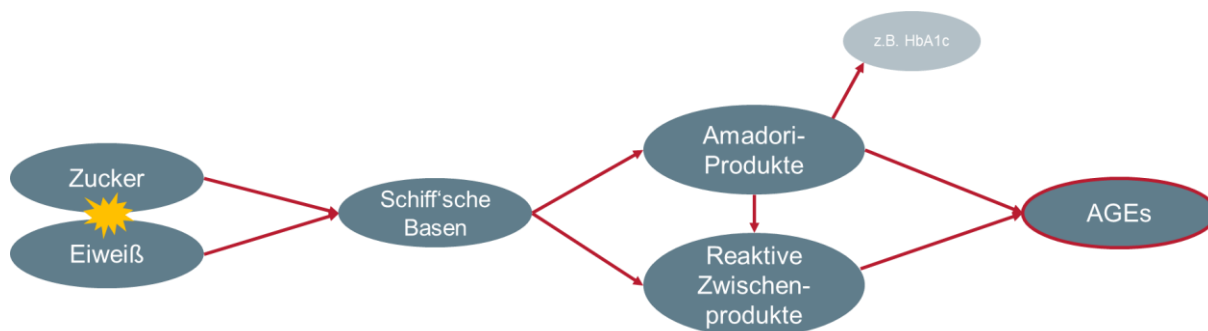 z.B. HbA1c
Zucker
Eiweiß
Schiff‘sche
Basen
Amadori-
Produkte
Reaktive
Zwischen-
produkte
AGEs